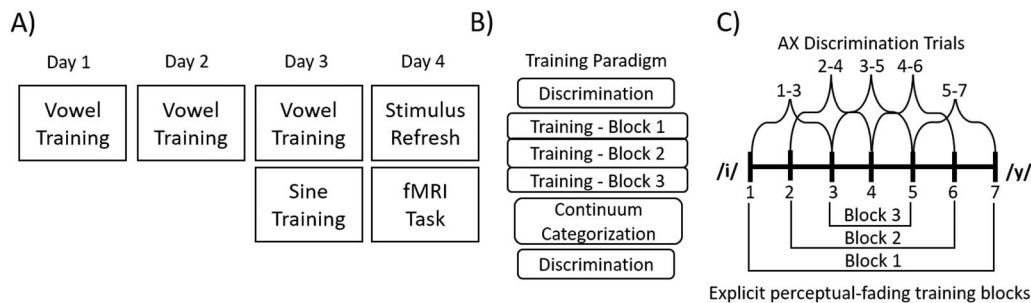 A)
Day 1
Day 2
Day 3
Day 4
Vowel
Training
Vowel
Training
Vowel
Training
Stimulus
Refresh
Sine
Training
fMRI
Task
B)
Training Paradigm
Discrimination
Training - Block 1
Training - Block 2
Training - Block 3
Continuum
Categorization
Discrimination
C)
AX Discrimination Trials
2-4 3-5 4-6
1-3 5-7
/i/ /y/
1 2 3 4 5 6 7
Block 3
Block 2
Block 1
Explicit perceptual-fading training blocks